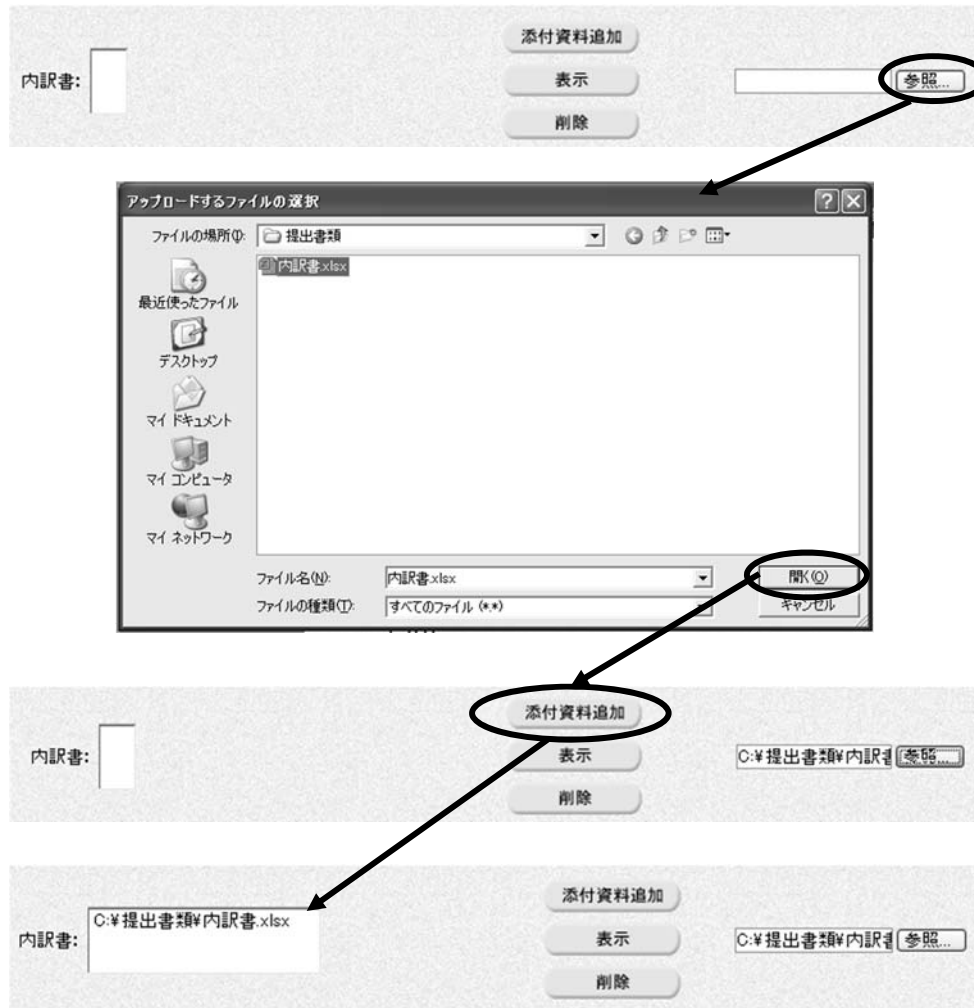 添付資料追加
内訳書:
表示
参照...
削除
アップロードするファイルの選択
ファイルの場所(I):
提出書類
内訳書.xlsx
最近使ったファイル
デスクトップ
マイ ドキュメント
マイ コンピュータ
マイ ネットワーク
ファイル名(N):
内訳書.xlsx
開く(O)
ファイルの種類(T):
すべてのファイル (*.*)
キャンセル
添付資料追加
内訳書:
表示
C:¥提出書類¥内訳書
参照...
削除
添付資料追加
C:¥提出書類¥内訳書.xlsx
内訳書:
表示
C:¥提出書類¥内訳書
参照...
削除